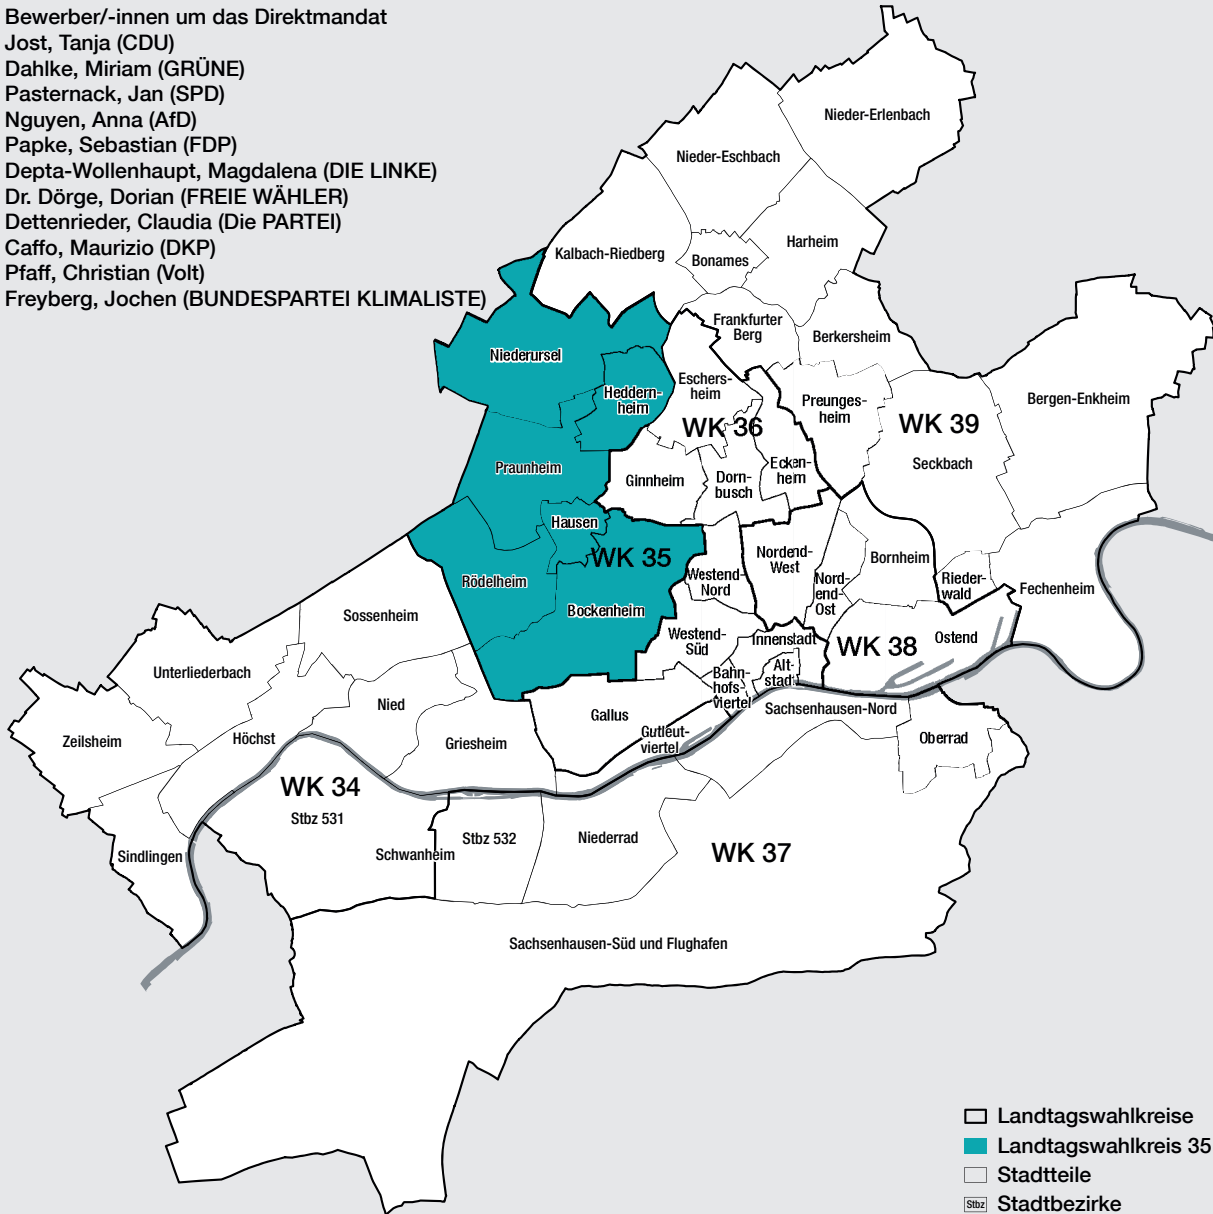 Bewerber/-innen um das Direktmandat
Jost, Tanja (CDU)
Dahlke, Miriam (GRÜNE)
Pasternack, Jan (SPD)
Nguyen, Anna (AfD)
Papke, Sebastian (FDP)
Depta-Wollenhaupt, Magdalena (DIE LINKE)
Dr. Dörge, Dorian (FREIE WÄHLER)
Dettenrieder, Claudia (Die PARTEI)
Caffo, Maurizio (DKP)
Pfaff, Christian (Volt)
Freyberg, Jochen (BUNDESPARTEI KLIMALISTE)
Nieder-Erlenbach
Nieder-Eschbach
Harheim
Kalbach-Riedberg
Bonames
Frankfurter
Berg
Berkersheim
Niederursel
Heddern-
heim
Eschers-
heim
Preunges-
heim
Bergen-Enkheim
WK 36
WK 39
Seckbach
Praunheim
Ginnheim
Dorn-
busch
Ecken-
heim
Hausen
WK 35
Rödelheim
Bockenheim
Westend-
Nord
Nordend-
West
Nord-
end-
Ost
Bornheim
Rieder-
wald
Fechenheim
Sossenheim
Westend-
Süd
Innenstadt
WK 38
Ostend
Unterliederbach
Bahn-
hofs-
viertel
Alt-
stadt
Nied
Gallus
Sachsenhausen-Nord
Zeilsheim
Höchst
Griesheim
Gutleut-
viertel
Oberrad
WK 34
Stbz 531
Stbz 532
Niederrad
Sindlingen
Schwanheim
WK 37
Sachsenhausen-Süd und Flughafen
Landtagswahlkreise
Landtagswahlkreis 35
Stadtteile
Stbz Stadtbezirke